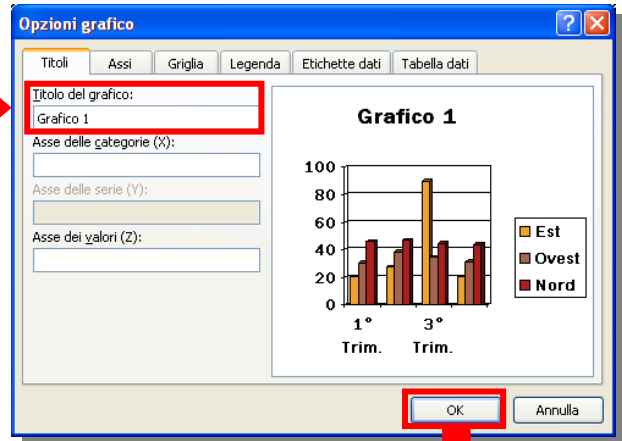 Opzioni grafico
Titoli Assi Griglia Legenda Etichette dati Tabella dati
Titolo del grafico:
Grafico 1
Asse delle categorie (X):
Asse delle serie (Y):
Asse dei valori (Z):
Grafico 1
100
80
60
40
20
0
1° Trim.
3° Trim.
Est
Ovest
Nord
OK Annulla